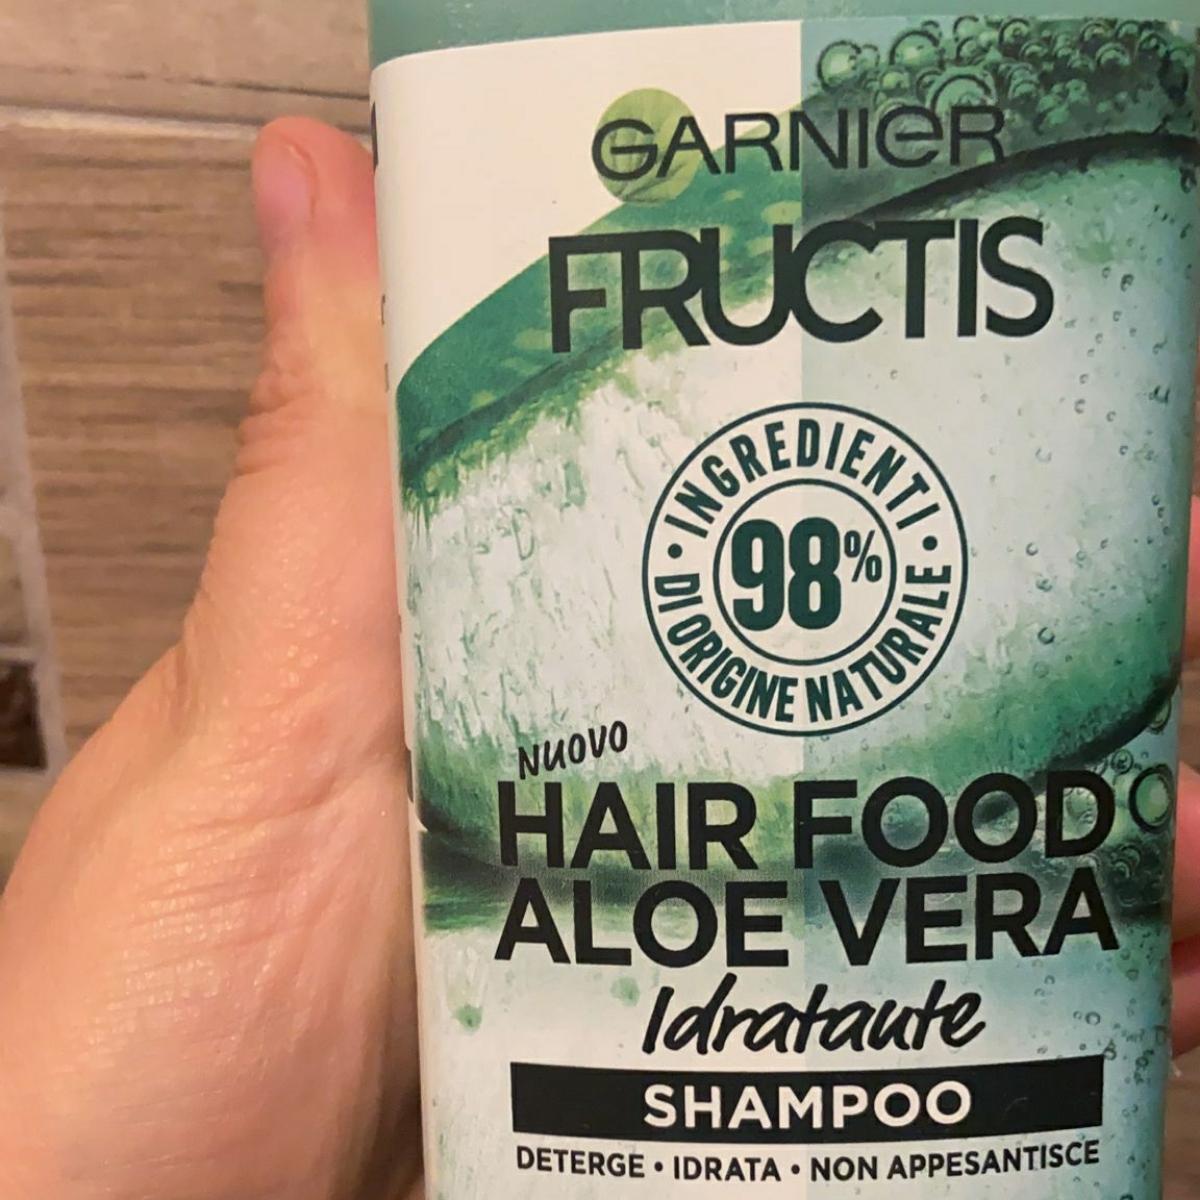 GARNIER
FRUCTIS
INGREDIENTI
98%
DI ORIGINE NATURALE
NUOVO
HAIR FOOD
ALOE VERA
Idratante
SHAMPOO
DETERGE • IDRATA • NON APPESANTISCE